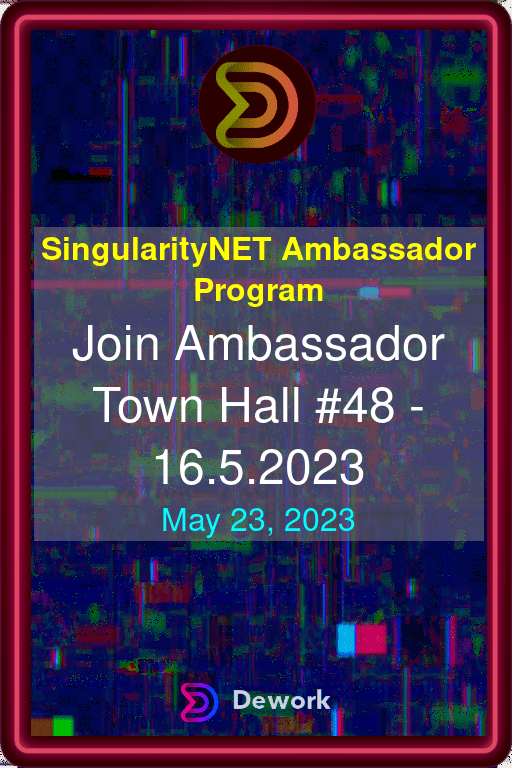 SingularityNET Ambassador
Program
Join Ambassador
Town Hall #48 -
16.5.2023
May 23, 2023
Dework